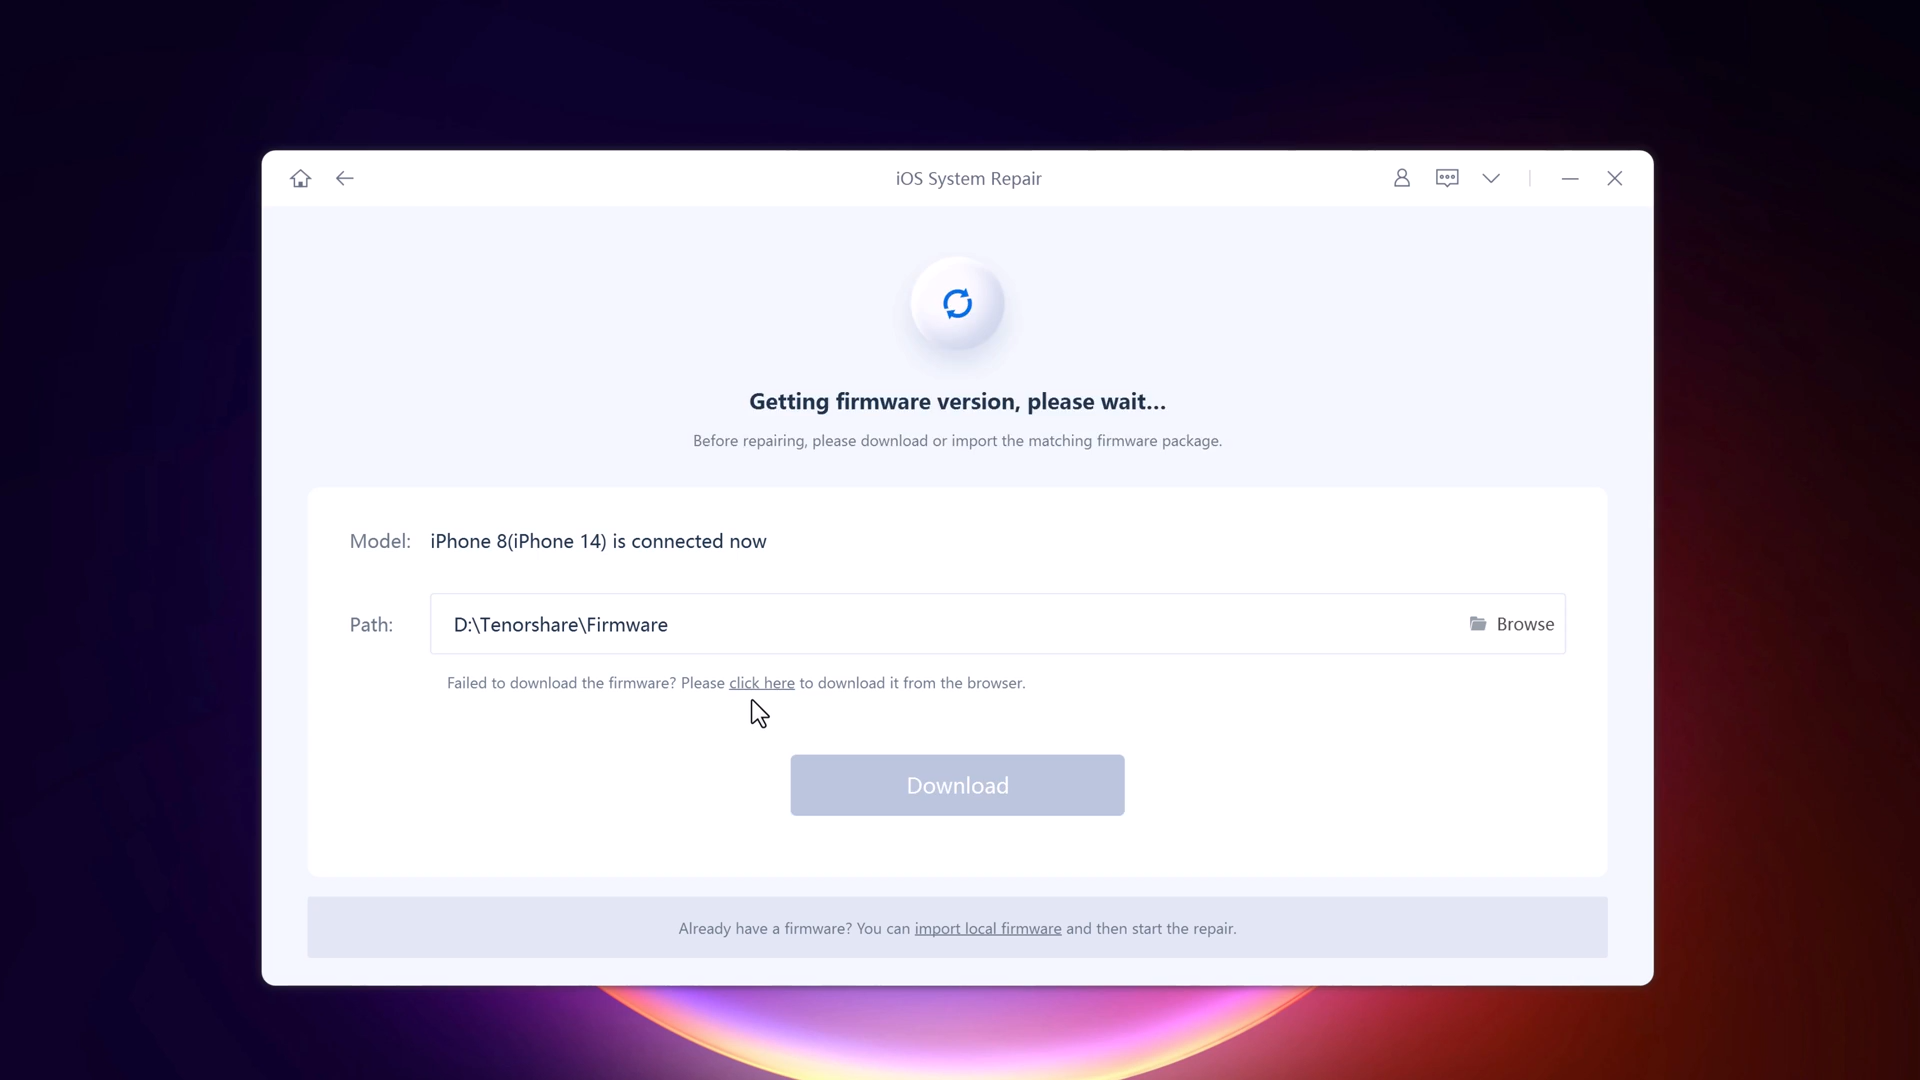 iOS System Repair
Getting firmware version, please wait...
Before repairing, please download or import the matching firmware package.
Model: iPhone 8(iPhone 14) is connected now
Path: D:\Tenorshare\Firmware Browse
Failed to download the firmware? Please click here to download it from the browser.
Download
Already have a firmware? You can import local firmware and then start the repair.